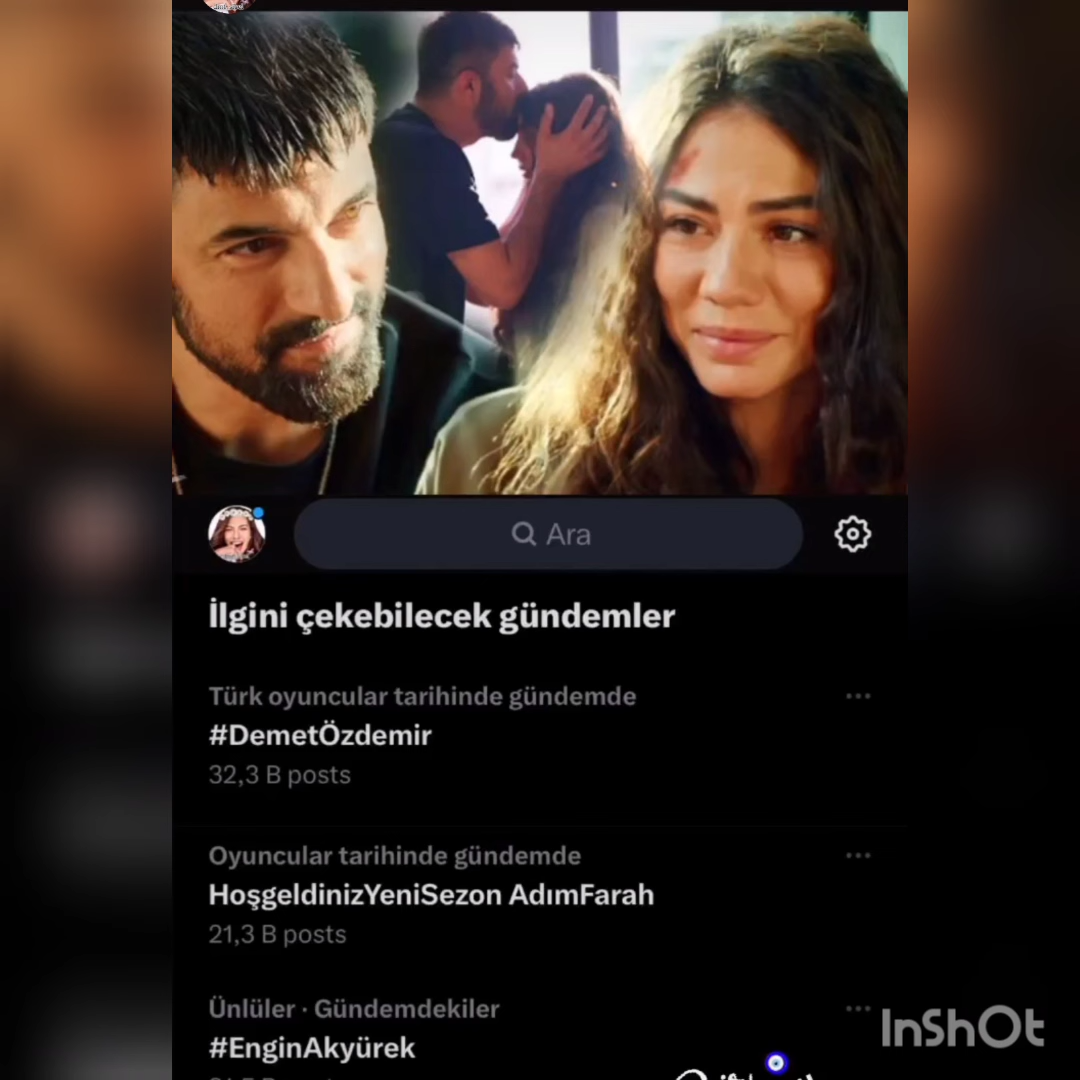 Ara
İlgini çekebilecek gündemler
Türk oyuncular tarihinde gündemde
#DemetÖzdemir
32,3 B posts
Oyuncular tarihinde gündemde
HoşgeldinizYeniSezon AdımFarah
21,3 B posts
Ünlüler · Gündemdekiler
#EnginAkyürek
InShOt